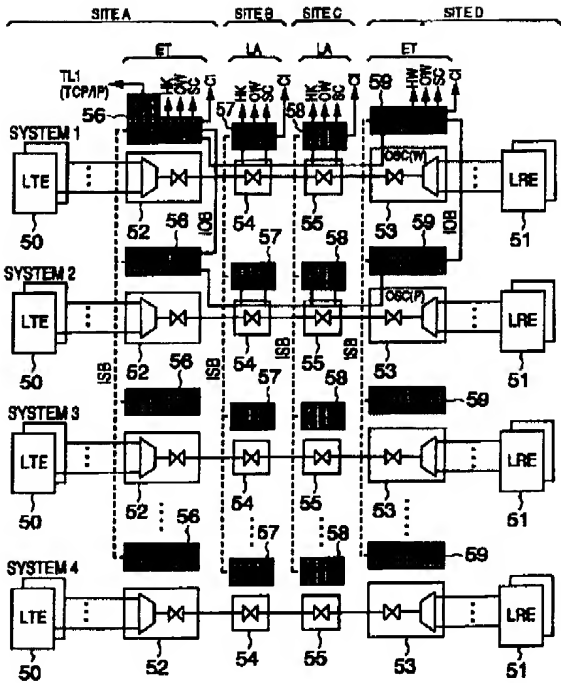 SITE A SITE B SITE C SITE D
ET LA LA ET
TL1
(TCP/IP)
HK OW SC CI
HK OW SC CI
HK OW SC CI
HW OW SC CI
56 57 58 59
SYSTEM 1
LTE
50 52 54 55 53 51
OSC(W)
LRE
IOB IOB
56 57 58 59
SYSTEM 2
LTE
50 52 54 55 53 51
OSC(P)
LRE
ISB ISB ISB ISB
56 57 58 59
SYSTEM 3
LTE
50 52 54 55 53 51
LRE
56 57 58 59
SYSTEM 4
LTE
LRE
50 52 54 55 53 51